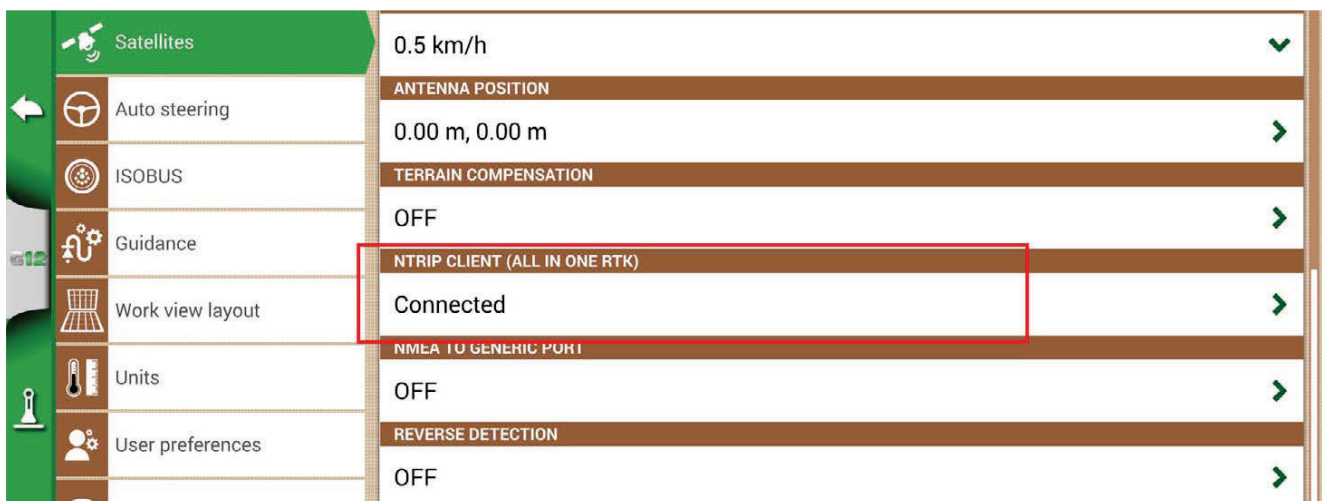 Satellites
Auto steering
ISOBUS
Guidance
Work view layout
Units
User preferences
G12
0.5 km/h
ANTENNA POSITION
0.00 m, 0.00 m
TERRAIN COMPENSATION
OFF
NTRIP CLIENT (ALL IN ONE RTK)
Connected
NMEA TO GENERIC PORT
OFF
REVERSE DETECTION
OFF